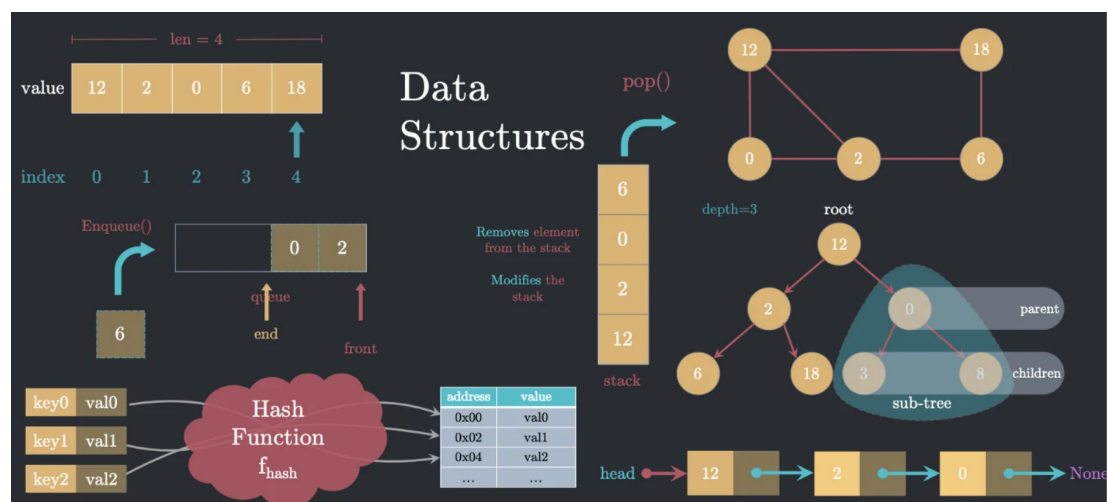 len = 4
value 12 2 0 6 18
index 0 1 2 3 4
Data
Structures
Enqueue()
0 2
queue
6
end
front
pop()
6
0
2
12
stack
Removes element
from the stack
Modifies the
stack
12 18
0 2 6
depth=3
root
12
2 0 parent
6 18 3 8 children
sub-tree
key0 val0
key1 val1
key2 val2
Hash
Function
fhash
address value
0x00 val0
0x02 val1
0x04 val2
... ...
head 12 2 0 None